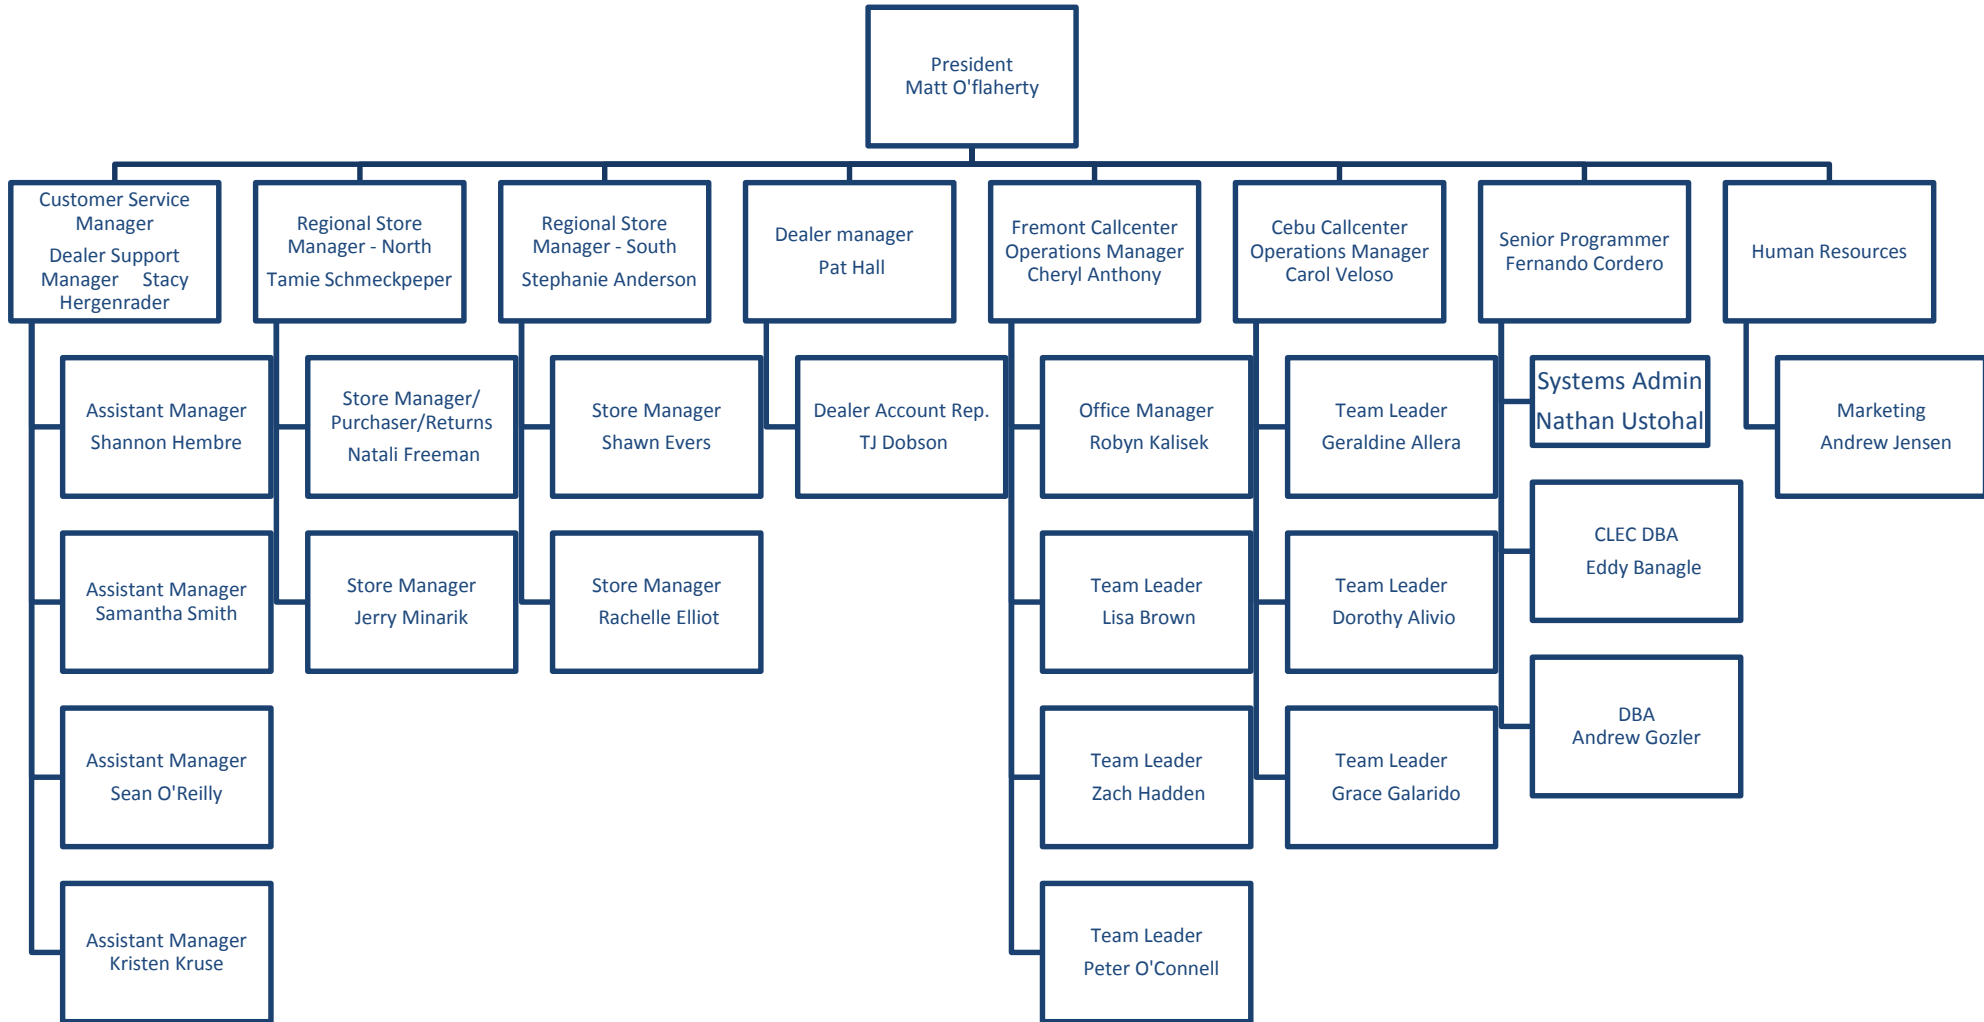 President
Matt O'flaherty
Customer Service
Manager
Dealer Support
Manager Stacy
Hergenrader
Regional Store
Manager - North
Tamie Schmeckpeper
Regional Store
Manager - South
Stephanie Anderson
Dealer manager
Pat Hall
Fremont Callcenter
Operations Manager
Cheryl Anthony
Cebu Callcenter
Operations Manager
Carol Veloso
Senior Programmer
Fernando Cordero
Human Resources
Assistant Manager
Shannon Hembre
Store Manager/
Purchaser/Returns
Natali Freeman
Store Manager
Shawn Evers
Dealer Account Rep.
TJ Dobson
Office Manager
Robyn Kalisek
Team Leader
Geraldine Allera
Systems Admin
Nathan Ustohal
Marketing
Andrew Jensen
Assistant Manager
Samantha Smith
Store Manager
Jerry Minarik
Store Manager
Rachelle Elliot
Team Leader
Lisa Brown
Team Leader
Dorothy Alivio
CLEC DBA
Eddy Banagle
Assistant Manager
Sean O'Reilly
Team Leader
Zach Hadden
Team Leader
Grace Galarido
DBA
Andrew Gozler
Assistant Manager
Kristen Kruse
Team Leader
Peter O'Connell